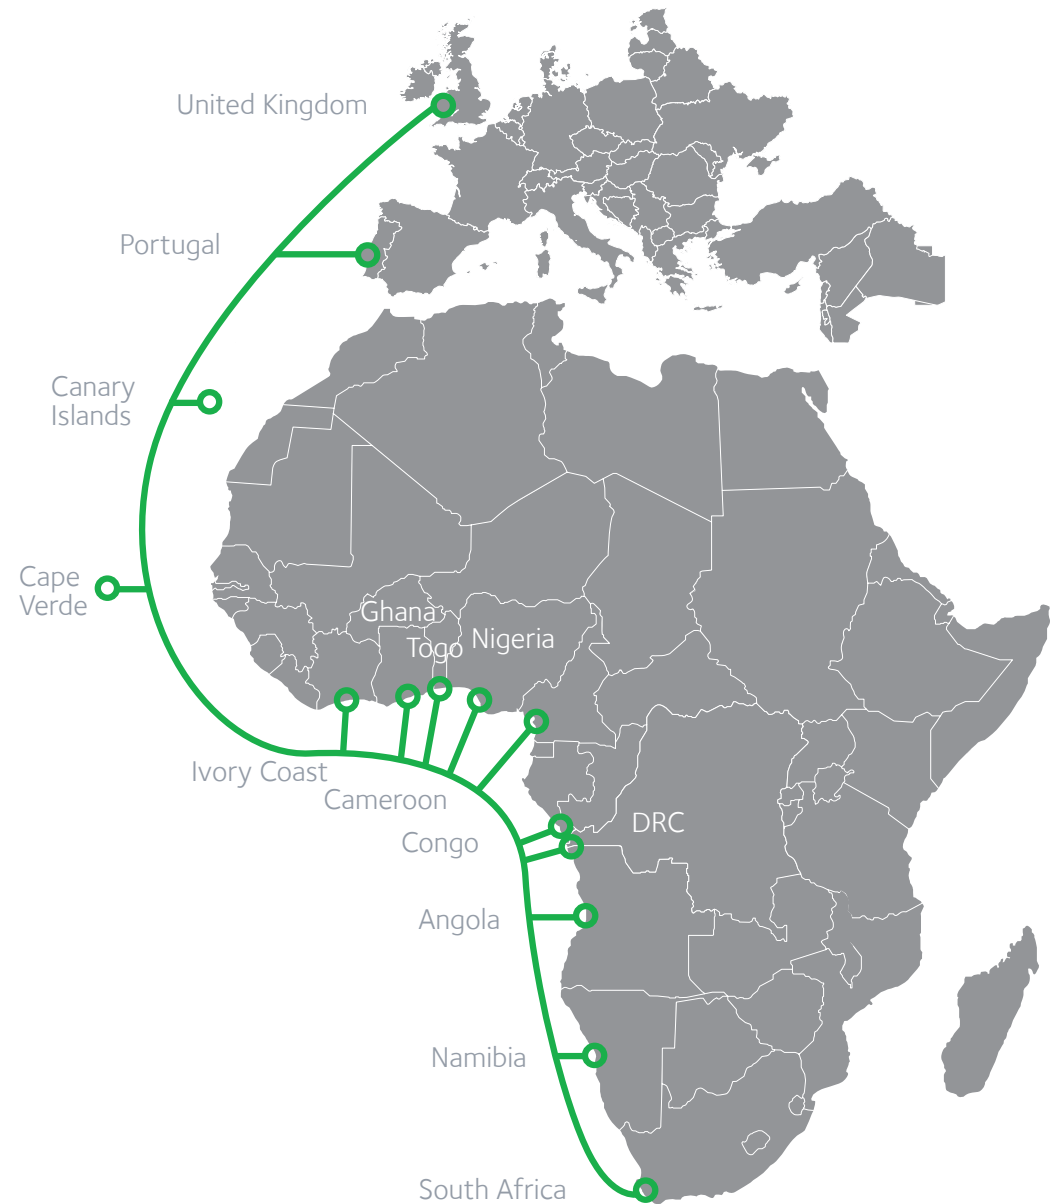 United Kingdom
Portugal
Canary
Islands
Cape
Verde
Ghana
Togo
Nigeria
Ivory Coast
Cameroon
Congo
DRC
Angola
Namibia
South Africa